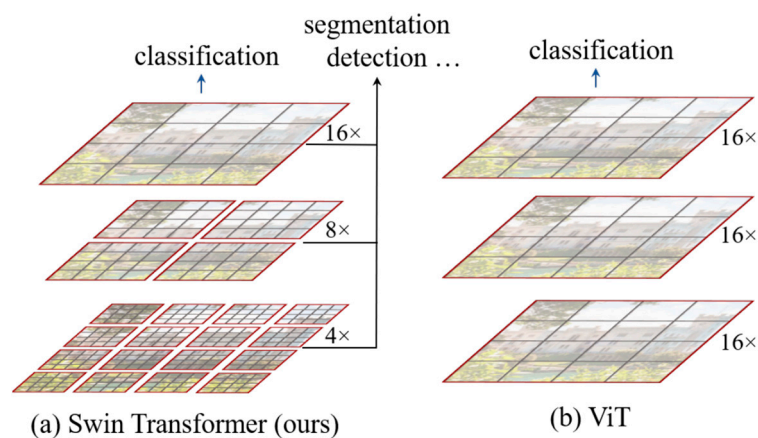 segmentation
classification
detection ...
classification
16×
8×
4×
16×
16×
16×
(a) Swin Transformer (ours)
(b) ViT